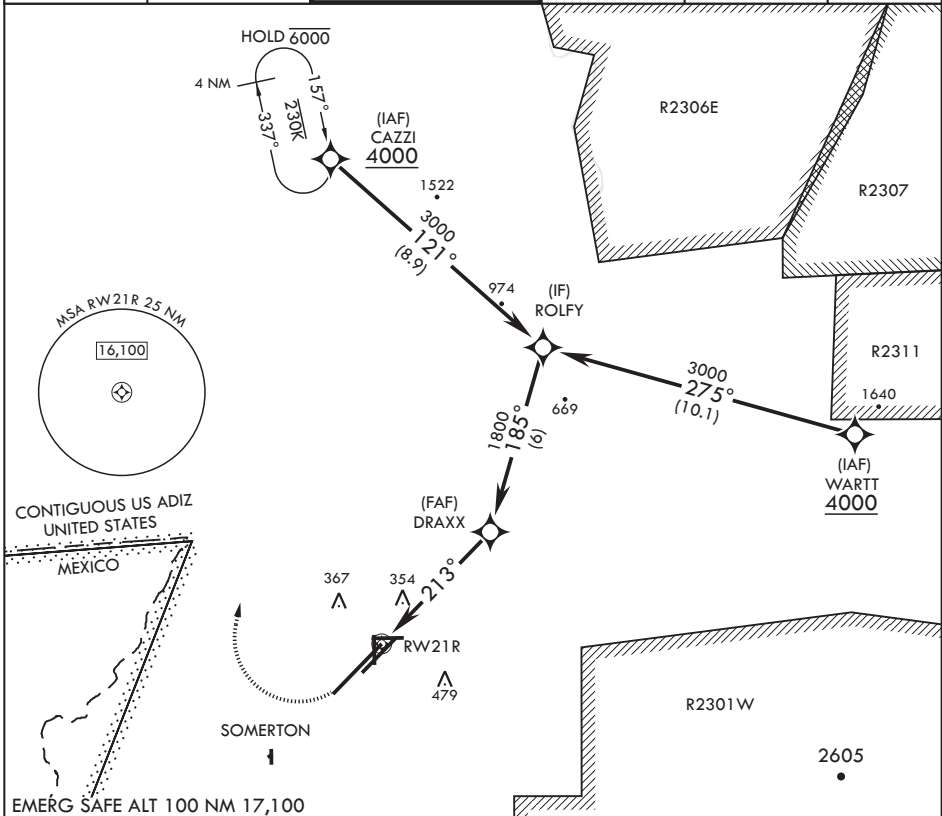 HOLD 6000
4 NM
157°
230K
337°
(IAF)
CAZZI
4000
1522
R2306E
R2307
3000
121°
(8.9)
974
(IF)
ROLFY
MSA RW21R 25 NM
16,100
R2311
1640
3000
275°
(10.1)
669
1800
185°
(6)
(IAF)
WARTT
4000
(FAF)
DRAXX
CONTIGUOUS US ADIZ
UNITED STATES
MEXICO
367
354
213°
RW21R
479
SOMERTON
R2301W
2605
EMERG SAFE ALT 100 NM 17,100